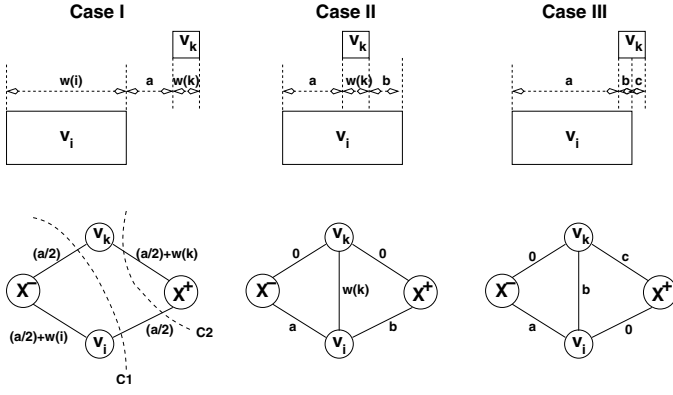 Case I Case II Case III
v_k v_k v_k
w(i) a w(k) a w(k) b a b c
v_i v_i v_i
v_k v_k v_k
(a/2) (a/2)+w(k) 0 0 0 c
X^- X^+ X^- w(k) X^+ X^- b X^+
(a/2)+w(i) (a/2) C2 a b a 0
v_i v_i v_i
C1